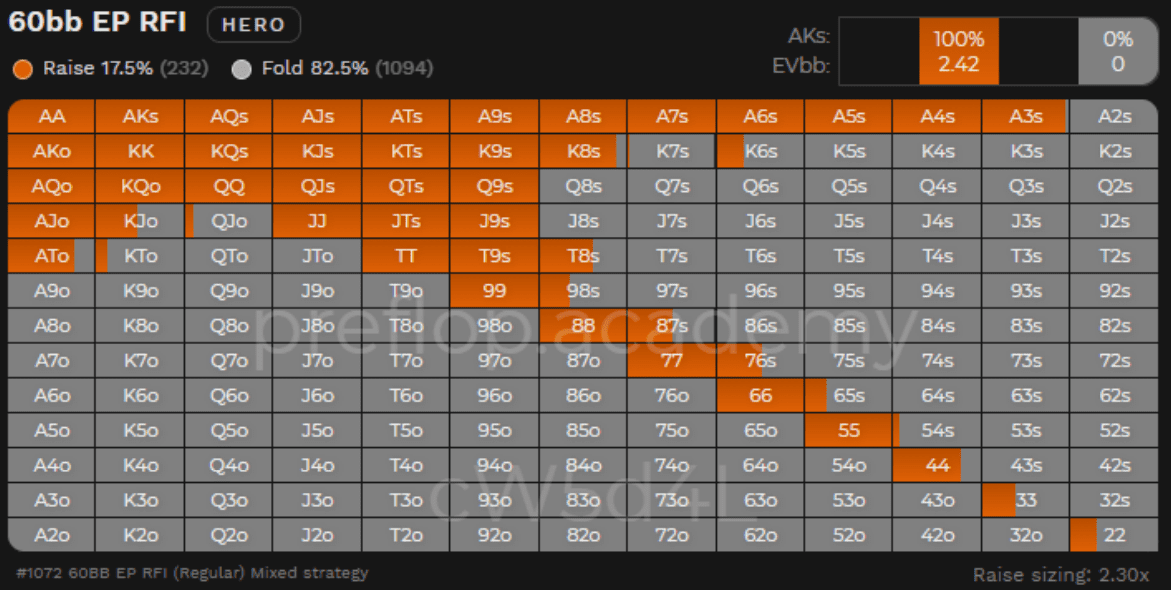 60bb EP RFI HERO
AKs: 100% 0%
Raise 17.5% (232) Fold 82.5% (1094)
EVbb: 2.42 0
AA AKs AQs AJs ATs A9s A8s A7s A6s A5s A4s A3s A2s
AKo KK KQs KJs KTs K9s K8s K7s K6s K5s K4s K3s K2s
AQo KQo QQ QJs QTs Q9s Q8s Q7s Q6s Q5s Q4s Q3s Q2s
AJo KJo QJo JJ JTs J9s J8s J7s J6s J5s J4s J3s J2s
ATo KTo QTo JTo TT T9s T8s T7s T6s T5s T4s T3s T2s
A9o K9o Q9o J9o T9o 99 98s 97s 96s 95s 94s 93s 92s
A8o K8o Q8o J8o T8o 98o 88 87s 86s 85s 84s 83s 82s
preflop.academy
A7o K7o Q7o J7o T7o 97o 87o 77 76s 75s 74s 73s 72s
A6o K6o Q6o J6o T6o 96o 86o 76o 66 65s 64s 63s 62s
A5o K5o Q5o J5o T5o 95o 85o 75o 65o 55 54s 53s 52s
A4o K4o Q4o J4o T4o 94o 84o 74o 64o 54o 44 43s 42s
A3o K3o Q3o J3o T3o 93o 83o 73o 63o 53o 43o 33 32s
cW5d4L
A2o K2o Q2o J2o T2o 92o 82o 72o 62o 52o 42o 32o 22
#1072 60BB EP RFI (Regular) Mixed strategy
Raise sizing: 2.30x